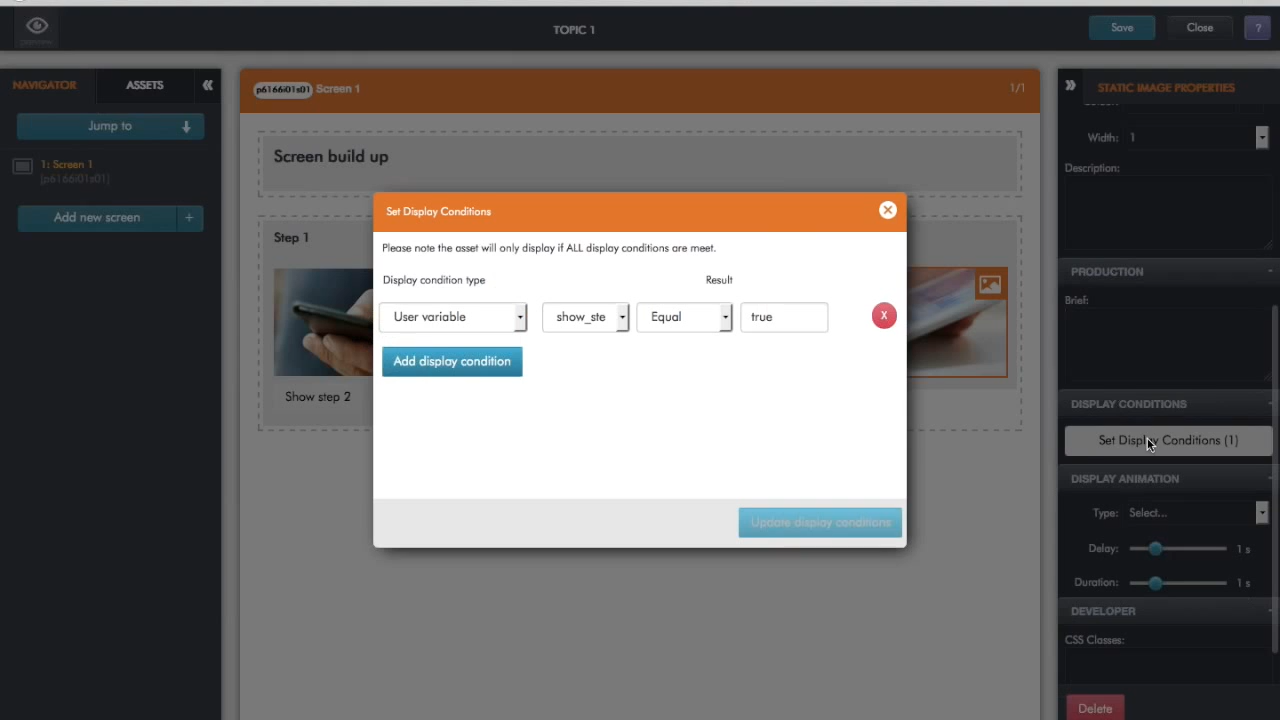 TOPIC 1
Save
Close
?
NAVIGATOR
ASSETS
Jump to
1: Screen 1
[p6166i01s01]
Add new screen +
p6166i01s01 Screen 1
1/1
Screen build up
Step 1
Show step 2
Set Display Conditions
Please note the asset will only display if ALL display conditions are meet.
Display condition type
Result
User variable
show_ste
Equal
true
X
Add display condition
Update display conditions
STATIC IMAGE PROPERTIES
Width: 1
Description:
PRODUCTION
Brief:
DISPLAY CONDITIONS
Set Display Conditions (1)
DISPLAY ANIMATION
Type: Select...
Delay: 1 s
Duration: 1 s
DEVELOPER
CSS Classes:
Delete